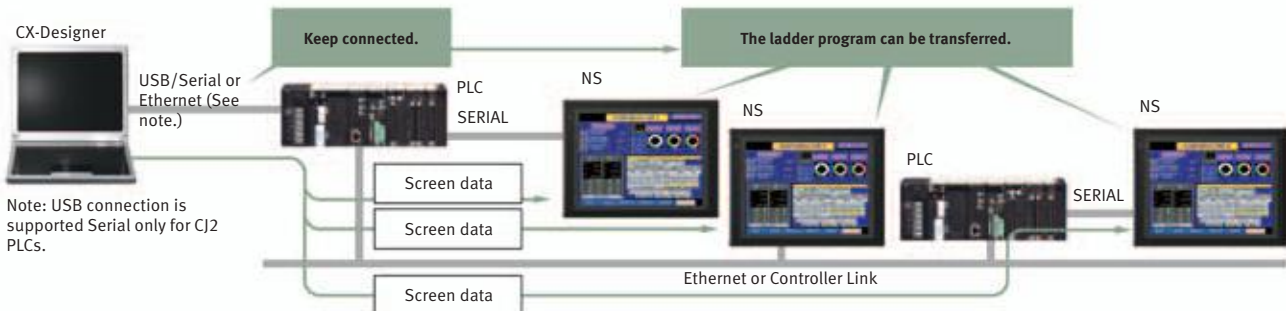 CX-Designer
Keep connected.
The ladder program can be transferred.
USB/Serial or
Ethernet (See
note.)
PLC
SERIAL
NS
NS
NS
PLC
SERIAL
Screen data
Screen data
Screen data
Note: USB connection is
supported Serial only for CJ2
PLCs.
Ethernet or Controller Link